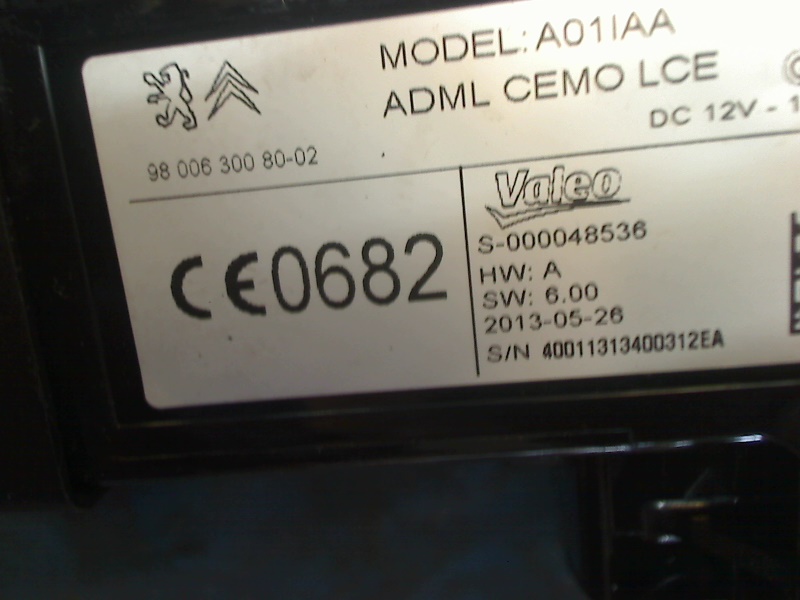 MODEL: A01IAA
ADML CEMO LCE
DC 12V - 1
98 006 300 80-02
CE0682
Valeo
S-000048536
HW: A
SW: 6.00
2013-05-26
S/N 40011313400312EA